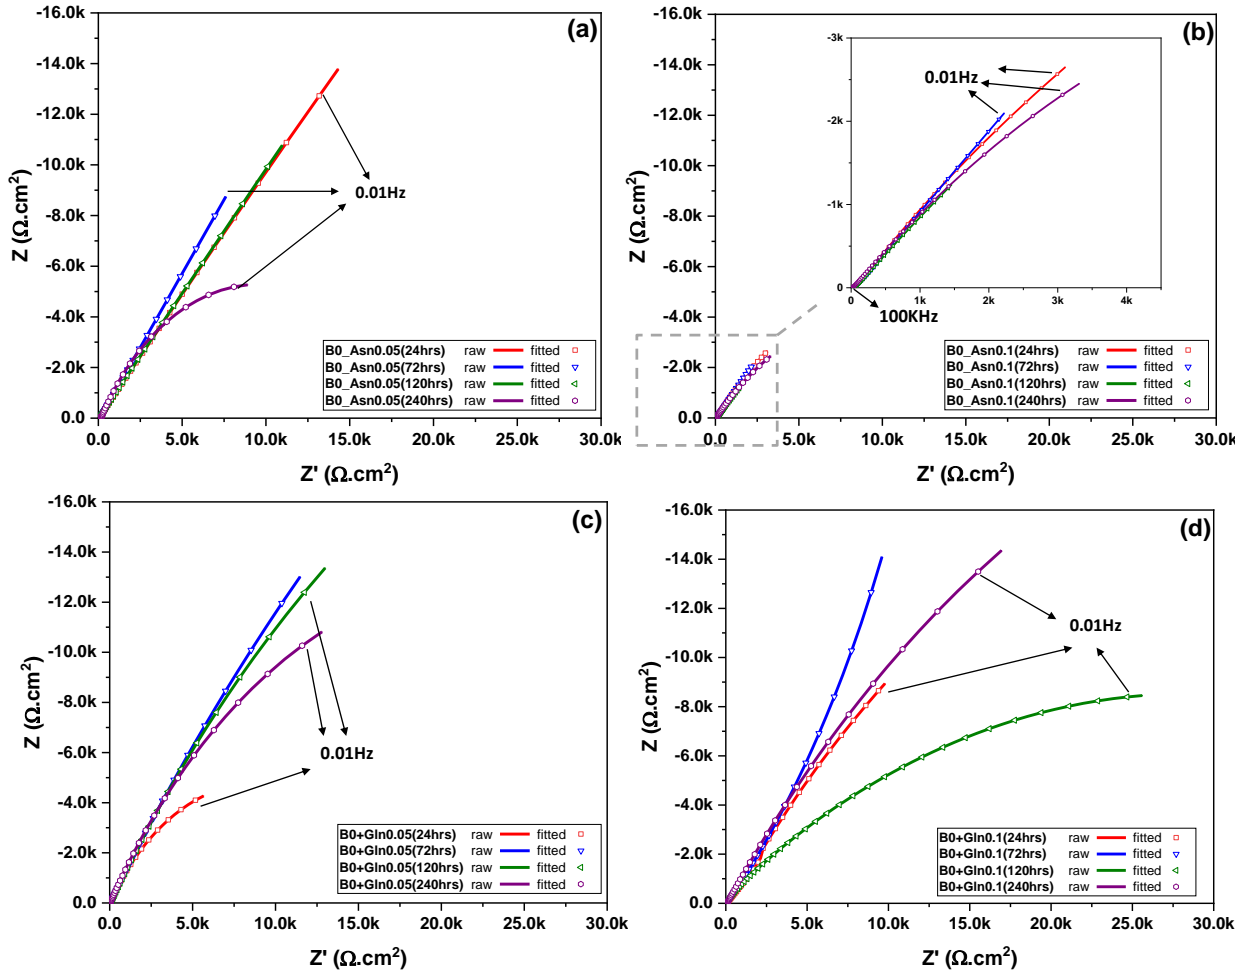 (a)
-16.0k
-14.0k
-12.0k
-10.0k
-8.0k
-6.0k
-4.0k
-2.0k
0.0
Z (Ω.cm²)
0.01Hz
B0_Asn0.05(24hrs) raw fitted
B0_Asn0.05(72hrs) raw fitted
B0_Asn0.05(120hrs) raw fitted
B0_Asn0.05(240hrs) raw fitted
0.0 5.0k 10.0k 15.0k 20.0k 25.0k 30.0k
Z' (Ω.cm²)
(b)
-16.0k
-14.0k
-12.0k
-10.0k
-8.0k
-6.0k
-4.0k
-2.0k
0.0
Z (Ω.cm²)
-3k
-2k
-1k
0
0 1k 2k 3k 4k
0.01Hz
100KHz
B0_Asn0.1(24hrs) raw fitted
B0_Asn0.1(72hrs) raw fitted
B0_Asn0.1(120hrs) raw fitted
B0_Asn0.1(240hrs) raw fitted
0.0 5.0k 10.0k 15.0k 20.0k 25.0k 30.0k
Z' (Ω.cm²)
(c)
-16.0k
-14.0k
-12.0k
-10.0k
-8.0k
-6.0k
-4.0k
-2.0k
0.0
Z (Ω.cm²)
0.01Hz
B0+Gln0.05(24hrs) raw fitted
B0+Gln0.05(72hrs) raw fitted
B0+Gln0.05(120hrs) raw fitted
B0+Gln0.05(240hrs) raw fitted
0.0 5.0k 10.0k 15.0k 20.0k 25.0k 30.0k
Z' (Ω.cm²)
(d)
-16.0k
-14.0k
-12.0k
-10.0k
-8.0k
-6.0k
-4.0k
-2.0k
0.0
Z (Ω.cm²)
0.01Hz
B0+Gln0.1(24hrs) raw fitted
B0+Gln0.1(72hrs) raw fitted
B0+Gln0.1(120hrs) raw fitted
B0+Gln0.1(240hrs) raw fitted
0.0 5.0k 10.0k 15.0k 20.0k 25.0k 30.0k
Z' (Ω.cm²)